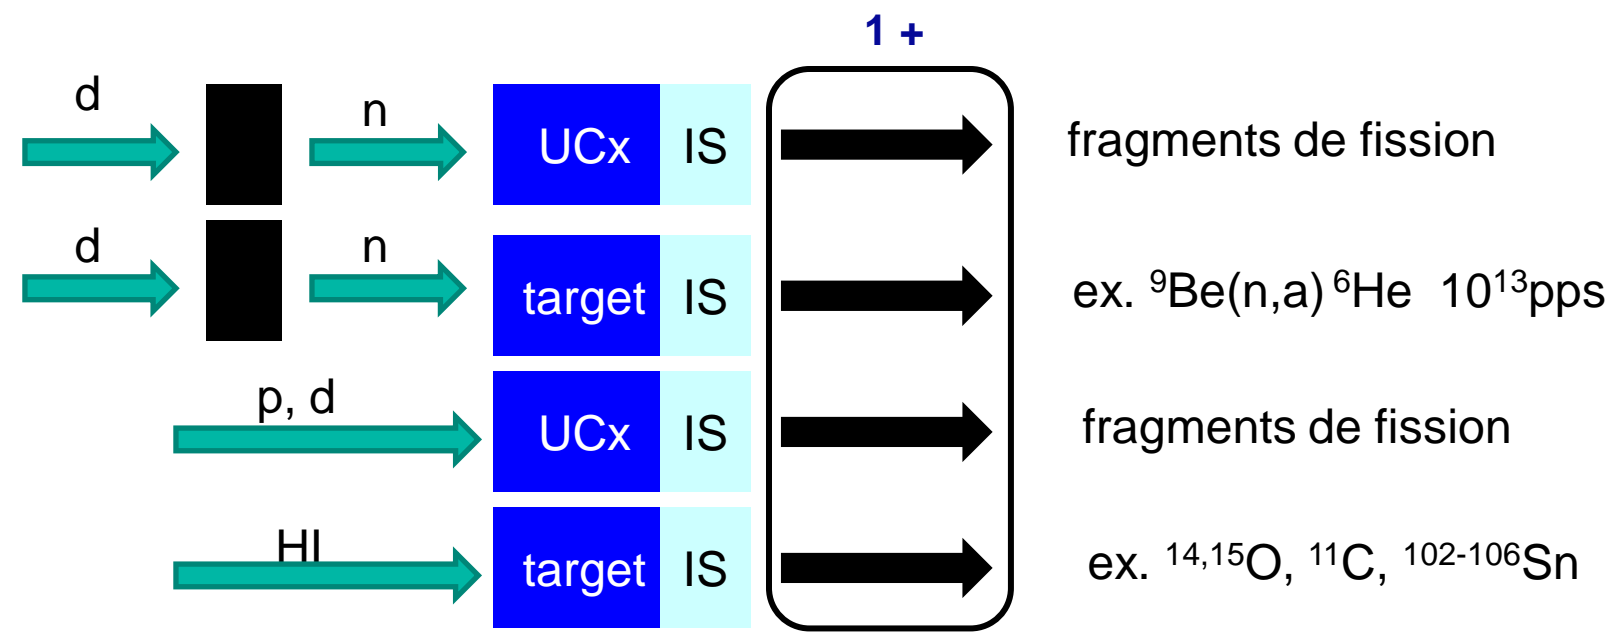 1 +
d n UCx IS fragments de fission
d n target IS ex. ⁹Be(n,a) ⁶He 10¹³pps
p, d UCx IS fragments de fission
HI target IS ex. ¹⁴,¹⁵O, ¹¹C, ¹⁰²⁻¹⁰⁶Sn